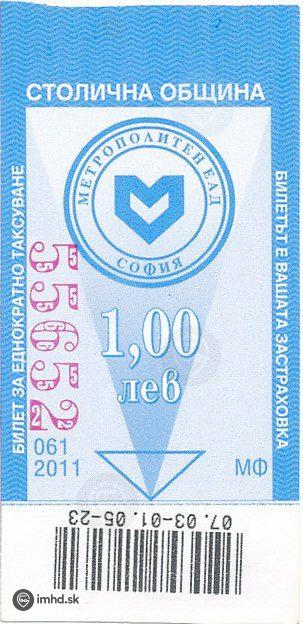 СТОЛИЧНА ОБЩИНА
БИЛЕТ ЗА ЕДНОКРАТНО ТАКСУВАНЕ
МЕТРОПОЛИТЕН ЕАД
СОФИЯ
БИЛЕТЪТ Е ВАШАТА ЗАСТРАХОВКА
55652
1,00
лев
061
2011
МФ
07. 03-01. 05-23
imhd.sk